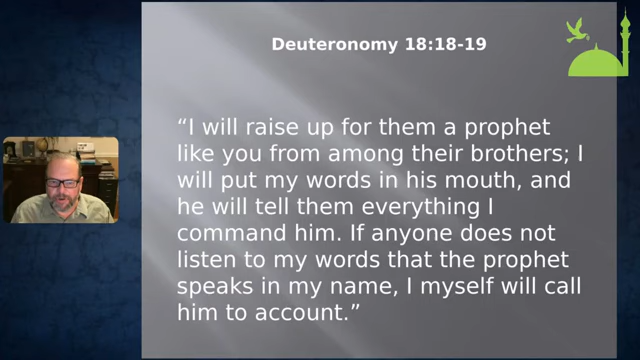 Deuteronomy 18:18-19
“I will raise up for them a prophet
like you from among their brothers; I
will put my words in his mouth, and
he will tell them everything I
command him. If anyone does not
listen to my words that the prophet
speaks in my name, I myself will call
him to account.”